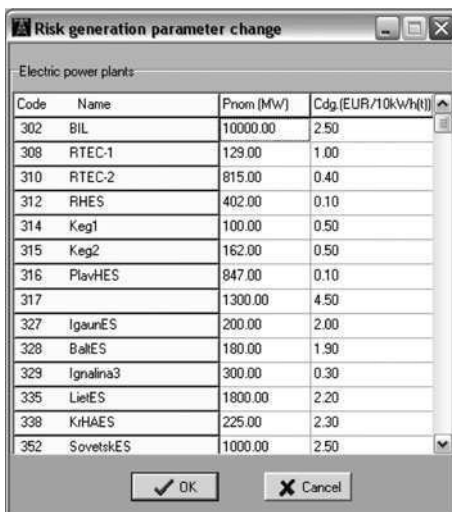 Risk generation parameter change
Electric power plants
Code Name Pnom (MW) Cdg.(EUR/10kWh(t))
302 BIL 10000.00 2.50
308 RTEC-1 129.00 1.00
310 RTEC-2 815.00 0.40
312 RHES 402.00 0.10
314 Keg1 100.00 0.50
315 Keg2 162.00 0.50
316 PlavHES 847.00 0.10
317 1300.00 4.50
327 IgaunES 200.00 2.00
328 BaltES 180.00 1.90
329 Ignalina3 300.00 0.30
335 LietES 1800.00 2.20
338 KrHAES 225.00 2.30
352 SovetskES 1000.00 2.50
OK Cancel